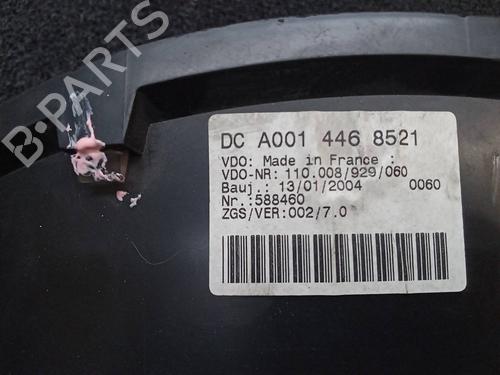 B-PARTS
DC A001 446 8521
VDO: Made in France :
VDO-NR: 110.008/929/060
Bauj.: 13/01/2004 0060
Nr.:588460
ZGS/VER:002/7.0